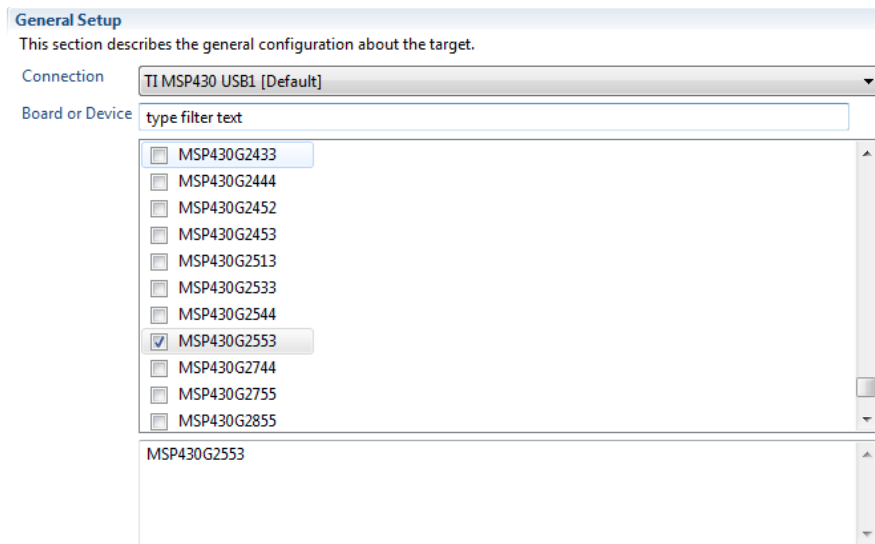 General Setup
This section describes the general configuration about the target.
Connection TI MSP430 USB1 [Default]
Board or Device type filter text
MSP430G2433
MSP430G2444
MSP430G2452
MSP430G2453
MSP430G2513
MSP430G2533
MSP430G2544
MSP430G2553
MSP430G2744
MSP430G2755
MSP430G2855
MSP430G2553